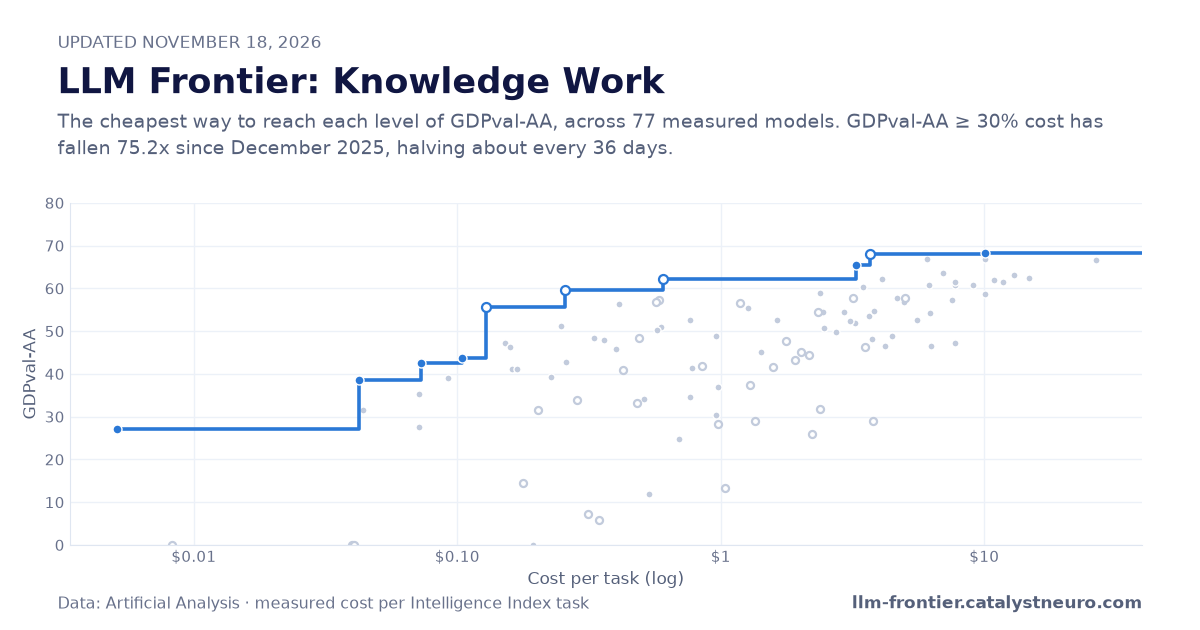 UPDATED NOVEMBER 18, 2026
LLM Frontier: Knowledge Work
The cheapest way to reach each level of GDPval-AA, across 77 measured models. GDPval-AA ≥ 30% cost has
fallen 75.2x since December 2025, halving about every 36 days.
80
70
60
50
40
30
20
10
0
GDPval-AA
$0.01
$0.10
$1
$10
Cost per task (log)
Data: Artificial Analysis · measured cost per Intelligence Index task
llm-frontier.catalystneuro.com